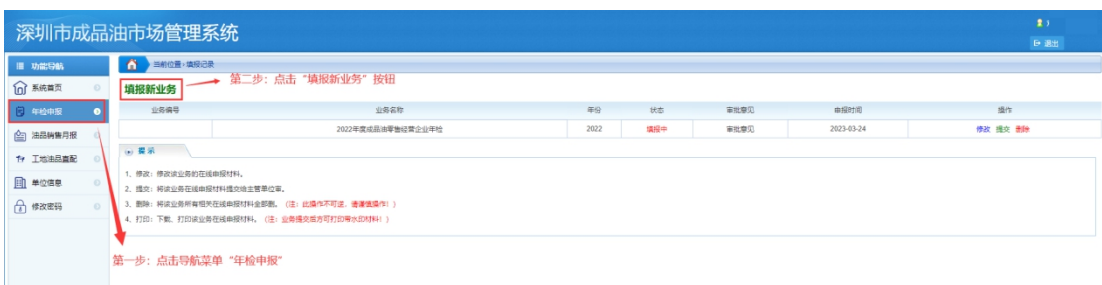 深圳市成品油市场管理系统
退出
功能导航
当前位置：填报记录
系统首页
填报新业务
第二步：点击“填报新业务”按钮
年检申报
业务编号 业务名称 年份 状态 审批意见 申报时间 操作
2022年度成品油零售经营企业年检 2022 填报中 审批意见 2023-03-24 修改 提交 删除
油品销售月报
提示
工地油品直配
1、修改：修改该业务的在线申报材料。
单位信息
2、提交：将该业务在线申报材料提交给主管单位审。
修改密码
3、删除：将该业务所有相关在线申报材料全部删。（注：此操作不可逆，请谨慎操作！）
4、打印：下载、打印该业务在线申报材料。（注：业务提交后方可打印带水印材料！）
第一步：点击导航菜单“年检申报”